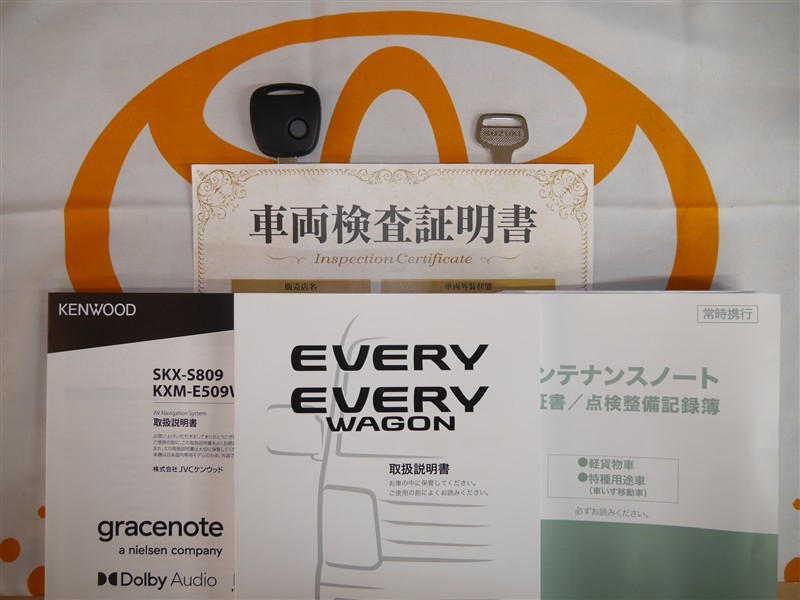 SUZUKI
車両検査証明書
Inspection Certificate
販売店名
車両外装状態
KENWOOD
SKX-S809
KXM-E509W
AV Navigation System
取扱説明書
株式会社 JVCケンウッド
gracenote
a nielsen company
Dolby Audio
EVERY
EVERY
WAGON
取扱説明書
お車の中に保管してください。
ご使用の前によくお読みください。
常時携行
ンテナンスノート
証書／点検整備記録簿
●軽貨物車
●特種用途車
（車いす移動車）
必ずお読みください。